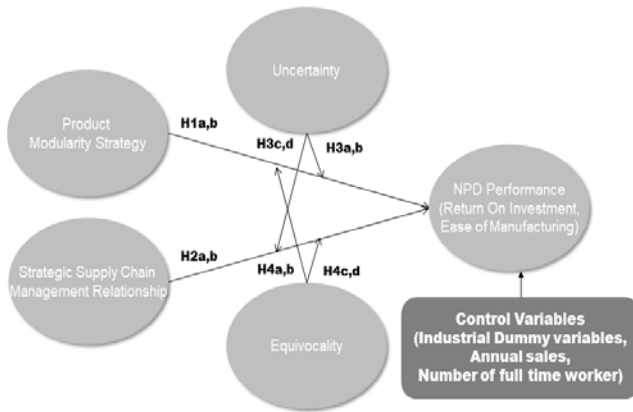 Uncertainty
Product
Modularity Strategy
H1a,b
H3c,d
H3a,b
NPD Performance
(Return On Investment,
Ease of Manufacturing)
Strategic Supply Chain
Management Relationship
H2a,b
H4a,b
H4c,d
Equivocality
Control Variables
(Industrial Dummy variables,
Annual sales,
Number of full time worker)